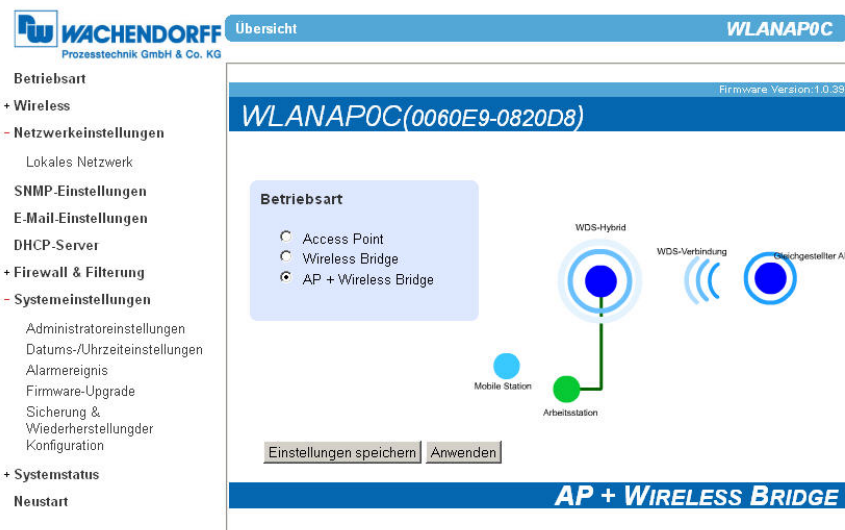 WACHENDORFF
Prozesstechnik GmbH & Co. KG
Übersicht
WLANAP0C
Betriebsart
+ Wireless
- Netzwerkeinstellungen
Lokales Netzwerk
SNMP-Einstellungen
E-Mail-Einstellungen
DHCP-Server
+ Firewall & Filterung
- Systemeinstellungen
Administratoreinstellungen
Datums-/Uhrzeiteinstellungen
Alarmereignis
Firmware-Upgrade
Sicherung &
Wiederherstellungder
Konfiguration
+ Systemstatus
Neustart
Firmware Version:1.0.39
WLANAP0C(0060E9-0820D8)
Betriebsart
Access Point
Wireless Bridge
AP + Wireless Bridge
WDS-Hybrid
WDS-Verbindung
Gleichgestellter A
Mobile Station
Arbeitsstation
Einstellungen speichern
Anwenden
AP + WIRELESS BRIDGE